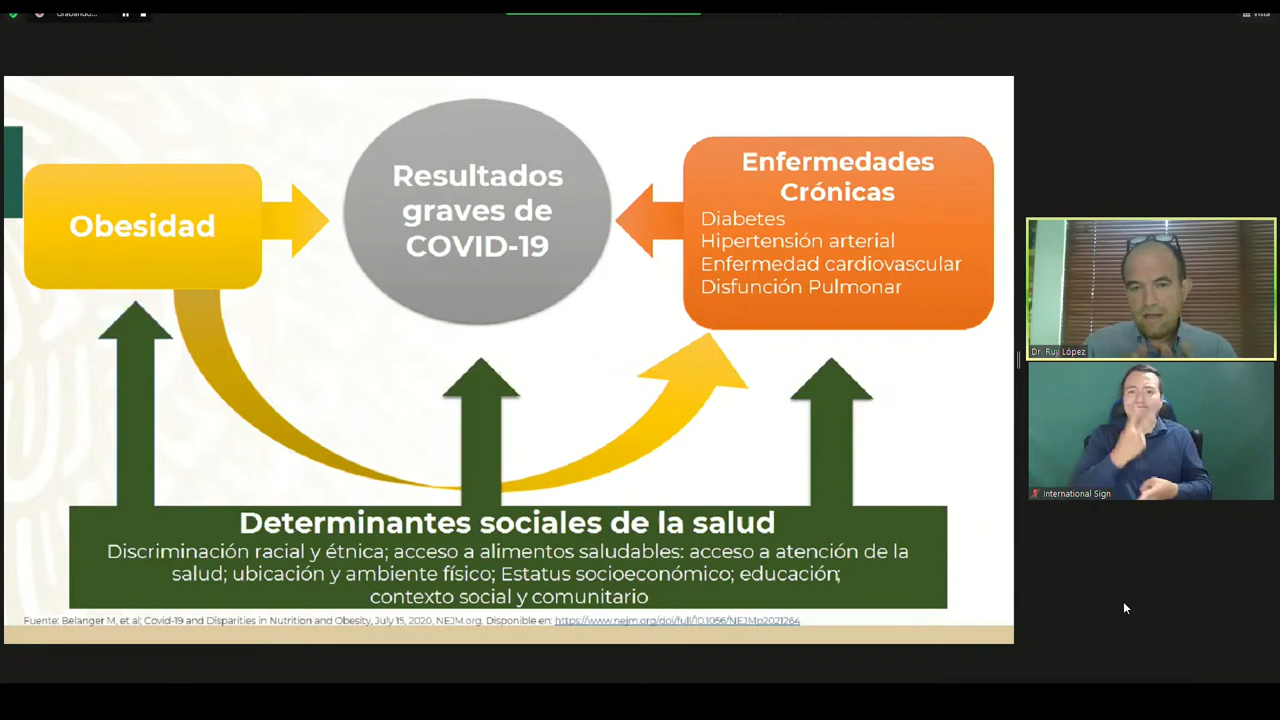 Grabando...
Vista
Obesidad
Resultados
graves de
COVID-19
Enfermedades
Crónicas
Diabetes
Hipertensión arterial
Enfermedad cardiovascular
Disfunción Pulmonar
Determinantes sociales de la salud
Discriminación racial y étnica; acceso a alimentos saludables: acceso a atención de la
salud; ubicación y ambiente físico; Estatus socioeconómico; educación;
contexto social y comunitario
Fuente: Belanger M, et al; Covid-19 and Disparities in Nutrition and Obesity, July 15, 2020, NEJM.org. Disponible en: https://www.nejm.org/doi/full/10.1056/NEJMp2021264
Dr. Ruy López
International Sign